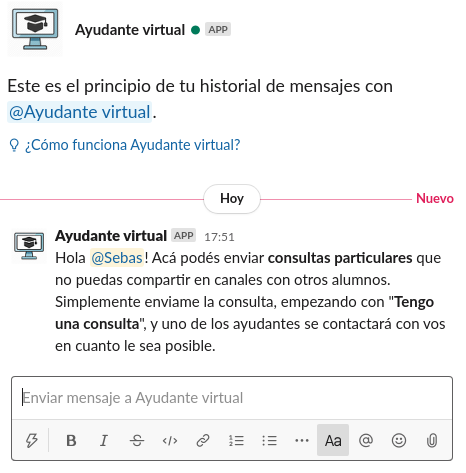 Ayudante virtual APP
Este es el principio de tu historial de mensajes con
@Ayudante virtual.
¿Cómo funciona Ayudante virtual?
Hoy
Nuevo
Ayudante virtual APP 17:51
Hola @Sebas! Acá podés enviar consultas particulares que
no puedas compartir en canales con otros alumnos.
Simplemente enviame la consulta, empezando con "Tengo
una consulta", y uno de los ayudantes se contactará con vos
en cuanto le sea posible.
Enviar mensaje a Ayudante virtual
B I S </> Aa @